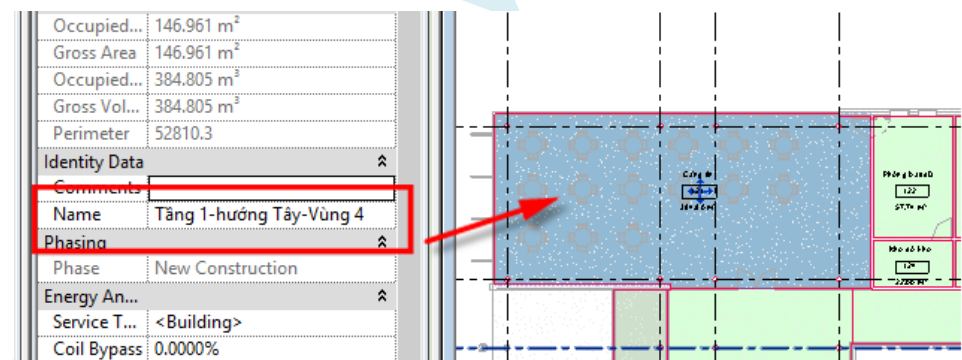 Occupied... 146.961 m²
Gross Area 146.961 m²
Occupied... 384.805 m³
Gross Vol... 384.805 m³
Perimeter 52810.3
Identity Data
Comments
Name Tầng 1-hướng Tây-Vùng 4
Phasing
Phase New Construction
Energy An...
Service T... <Building>
Coil Bypass 0.0000%
122